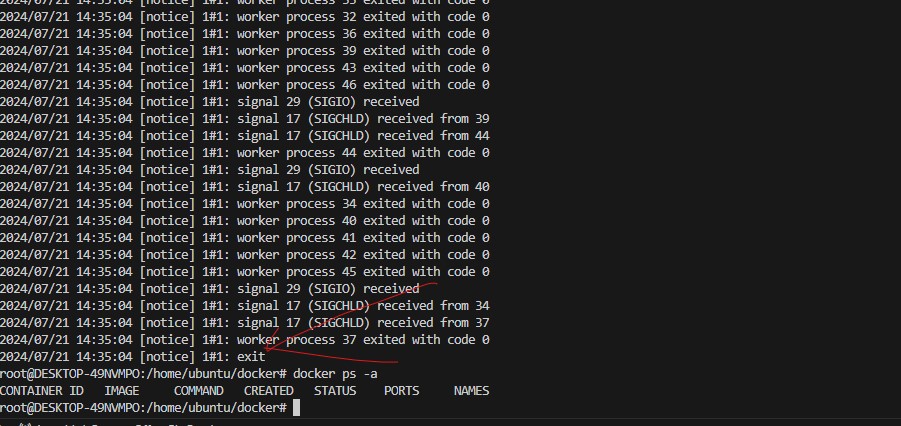 2024/07/21 14:35:04 [notice] 1#1: worker process 32 exited with code 0
2024/07/21 14:35:04 [notice] 1#1: worker process 36 exited with code 0
2024/07/21 14:35:04 [notice] 1#1: worker process 39 exited with code 0
2024/07/21 14:35:04 [notice] 1#1: worker process 43 exited with code 0
2024/07/21 14:35:04 [notice] 1#1: worker process 46 exited with code 0
2024/07/21 14:35:04 [notice] 1#1: signal 29 (SIGIO) received
2024/07/21 14:35:04 [notice] 1#1: signal 17 (SIGCHLD) received from 39
2024/07/21 14:35:04 [notice] 1#1: signal 17 (SIGCHLD) received from 44
2024/07/21 14:35:04 [notice] 1#1: worker process 44 exited with code 0
2024/07/21 14:35:04 [notice] 1#1: signal 29 (SIGIO) received
2024/07/21 14:35:04 [notice] 1#1: signal 17 (SIGCHLD) received from 40
2024/07/21 14:35:04 [notice] 1#1: worker process 34 exited with code 0
2024/07/21 14:35:04 [notice] 1#1: worker process 40 exited with code 0
2024/07/21 14:35:04 [notice] 1#1: worker process 41 exited with code 0
2024/07/21 14:35:04 [notice] 1#1: worker process 42 exited with code 0
2024/07/21 14:35:04 [notice] 1#1: worker process 45 exited with code 0
2024/07/21 14:35:04 [notice] 1#1: signal 29 (SIGIO) received
2024/07/21 14:35:04 [notice] 1#1: signal 17 (SIGCHLD) received from 34
2024/07/21 14:35:04 [notice] 1#1: signal 17 (SIGCHLD) received from 37
2024/07/21 14:35:04 [notice] 1#1: worker process 37 exited with code 0
2024/07/21 14:35:04 [notice] 1#1: exit
root@DESKTOP-49NVMPO:/home/ubuntu/docker# docker ps -a
CONTAINER ID IMAGE COMMAND CREATED STATUS PORTS NAMES
root@DESKTOP-49NVMPO:/home/ubuntu/docker#